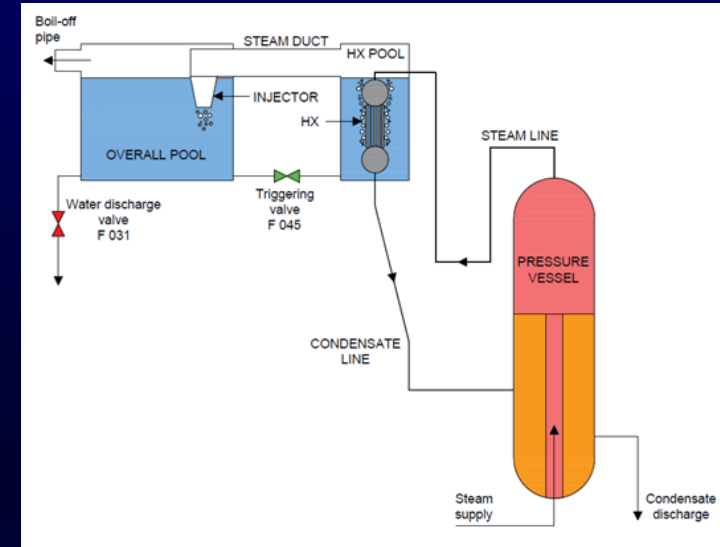 Boil-off
pipe
STEAM DUCT
HX POOL
INJECTOR
HX
STEAM LINE
OVERALL POOL
Water discharge
valve
F 031
Triggering
valve
F 045
PRESSURE
VESSEL
CONDENSATE
LINE
Steam
supply
Condensate
discharge